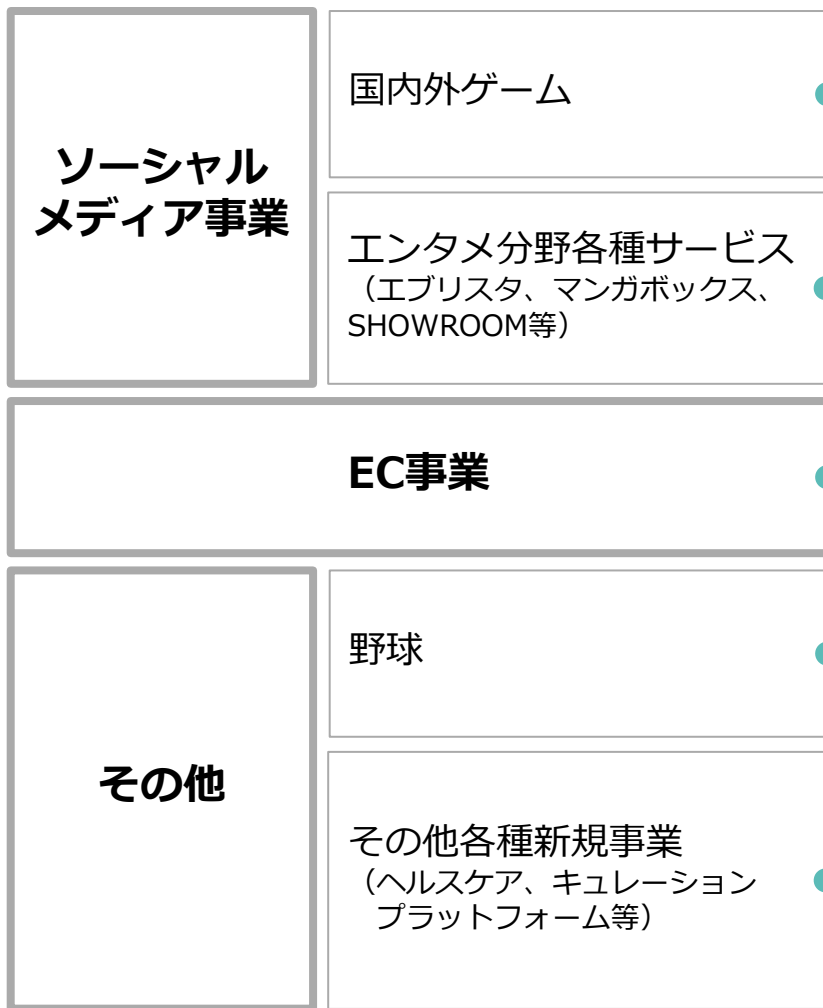 ソーシャル
メディア事業
国内外ゲーム
エンタメ分野各種サービス
（エブリスタ、マンガボックス、
SHOWROOM等）
EC事業
その他
野球
その他各種新規事業
（ヘルスケア、キュレーション
プラットフォーム等）